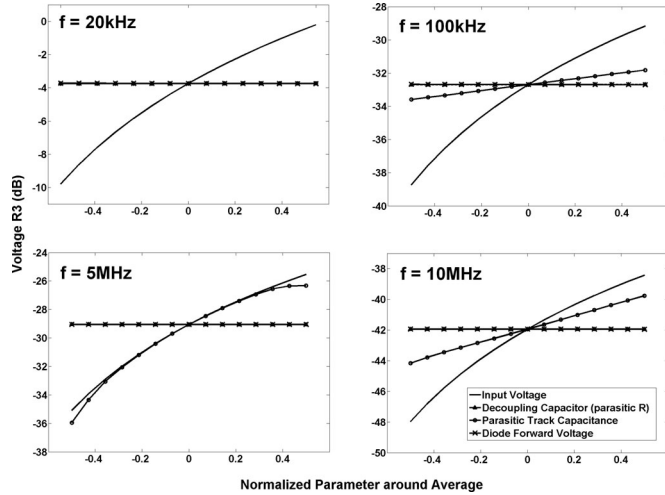 f = 20kHz
0
-2
-4
-6
-8
-10
-0.4 -0.2 0 0.2 0.4
f = 100kHz
-28
-30
-32
-34
-36
-38
-40
-0.4 -0.2 0 0.2 0.4
Voltage R3 (dB)
f = 5MHz
-24
-26
-28
-30
-32
-34
-36
-38
-0.4 -0.2 0 0.2 0.4
f = 10MHz
-38
-40
-42
-44
-46
-48
-50
-0.4 -0.2 0 0.2 0.4
Input Voltage
Decoupling Capacitor (parasitic R)
Parasitic Track Capacitance
Diode Forward Voltage
Normalized Parameter around Average